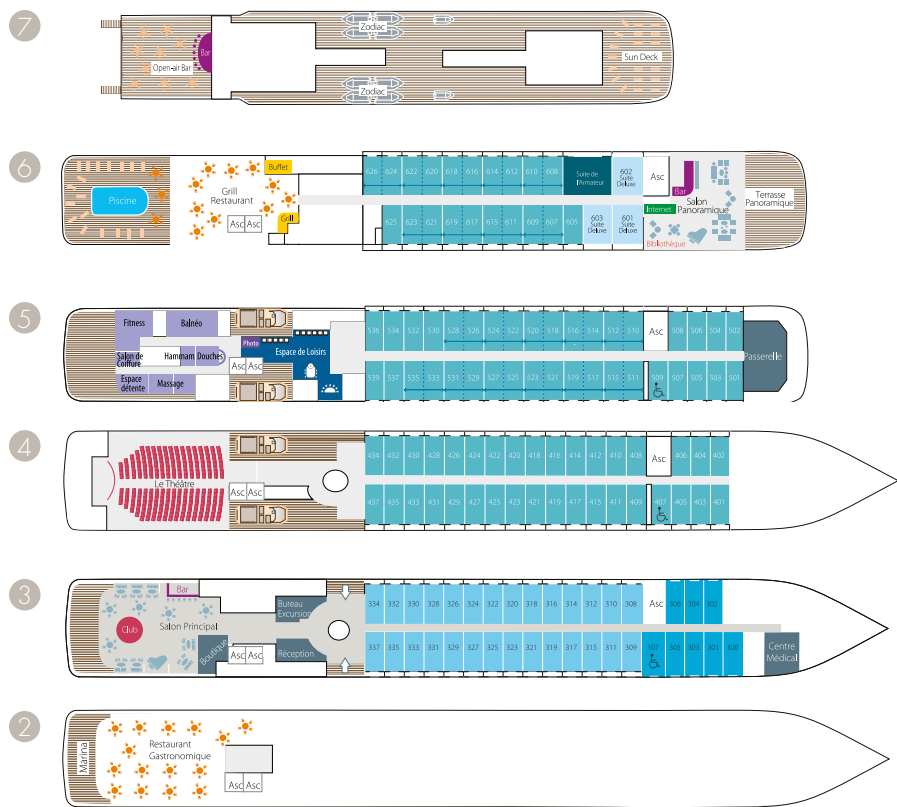 7
Zodiac
Bar
Open-air Bar
Sun Deck
Zodiac
6
626 624 622 620 618 612 610 608
Suite de
l'Armateur
602
Suite
Deluxe
Asc
Buffet
Grill
Restaurant
Piscine
Asc Asc
Grill
Bar
Internet
Salon
Panoramique
Bibliothèque
Terrasse
Panoramique
625 621 619 617 615 611 609 607 605
603
Suite
Deluxe
601
Suite
Deluxe
5
Fitness
Balnéo
Photo
Espace de Loisirs
Salon de
Coiffure
Hammam
Douches
Asc Asc
Espace
détente
Massage
536 534 532 530 528 526 524 522 520 518 516 514 512 510
Asc
508 506 504 502
539 537 535 533 531 529 527 525 523 521 519 517 515 511
509
507 505 503 501
Passerelle
4
Le Théâtre
Asc Asc
434 432 430 428 426 424 422 420 418 416 414 412 410 408
Asc
406 404 402
437 435 433 431 429 427 425 423 421 419 417 415 411 409
407
405 403 401
3
Bar
Club
Salon Principal
Bureau
Excursion
Boutique
Asc Asc
Réception
334 332 330 328 326 324 322 320 318 316 314 312 310 308
Asc
306 304 302
337 335 333 331 329 327 325 323 321 319 317 315 311 309
307
305 303 301 300
Centre
Médical
2
Marina
Restaurant
Gastronomique
Asc Asc